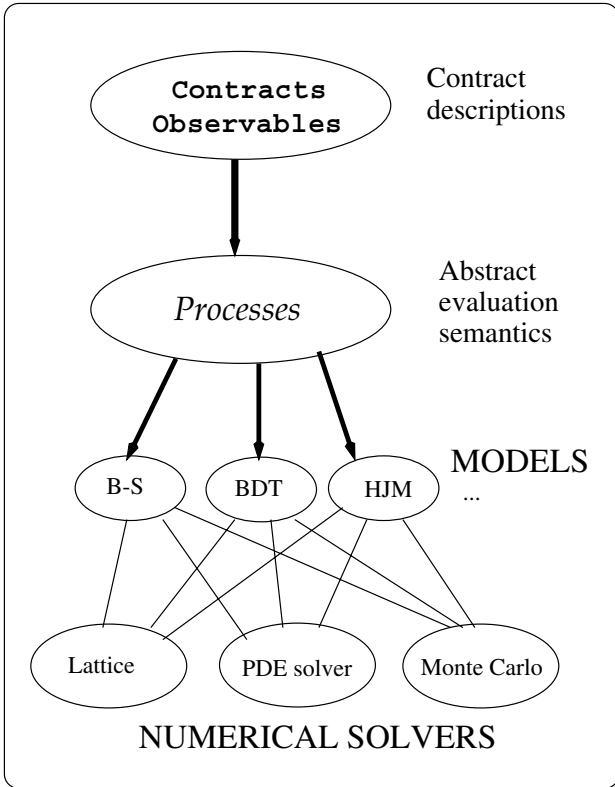 Contracts
Observables
Contract
descriptions
Processes
Abstract
evaluation
semantics
B-S
BDT
HJM
MODELS
...
Lattice
PDE solver
Monte Carlo
NUMERICAL SOLVERS